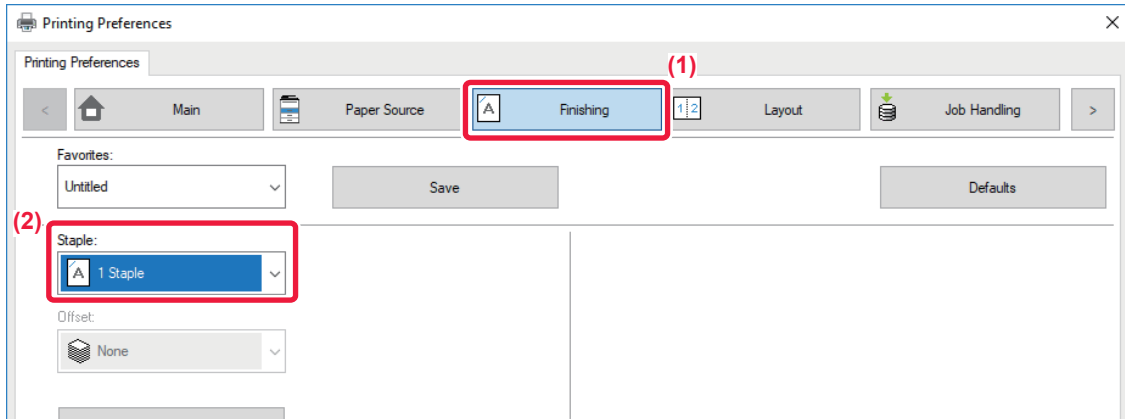 Printing Preferences
Printing Preferences
(1)
< Main Paper Source A Finishing 1 2 Layout Job Handling >
Favorites:
Untitled Save Defaults
(2)
Staple:
A 1 Staple
Offset:
None